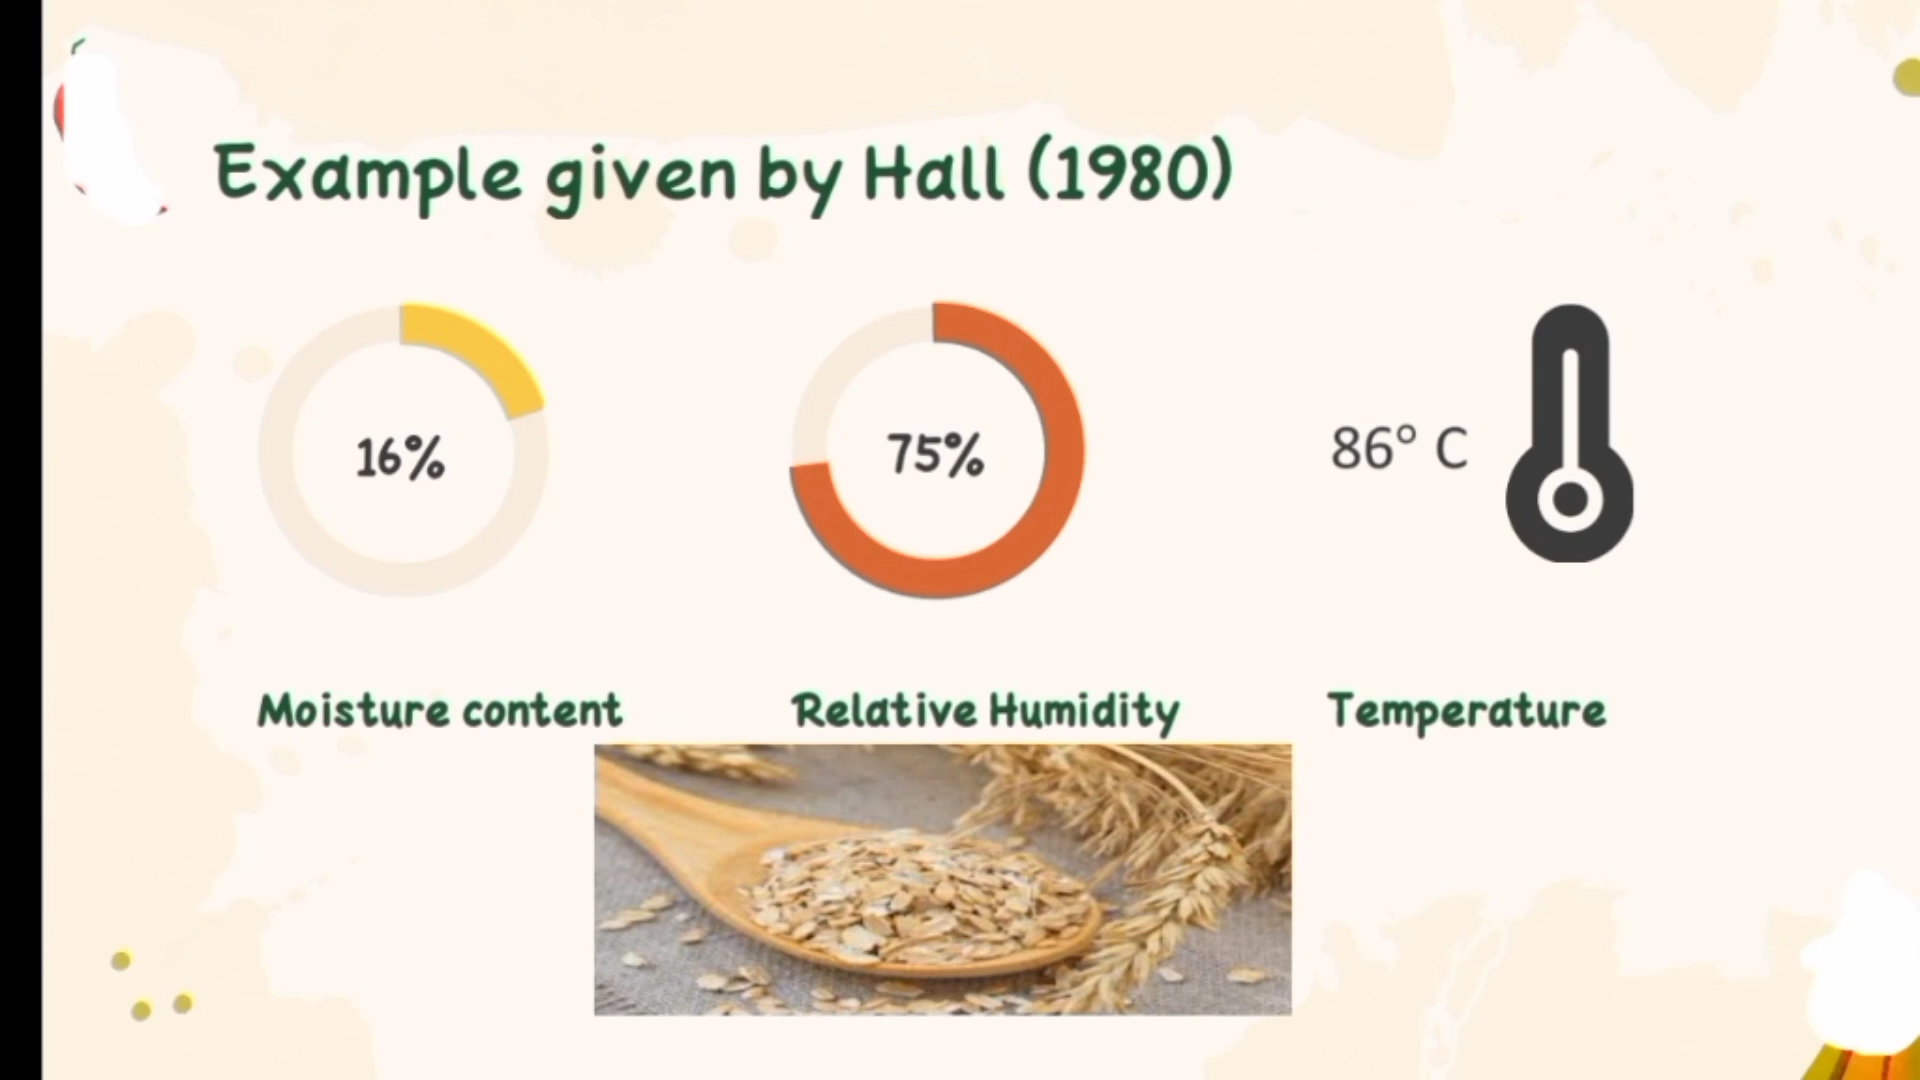 Example given by Hall (1980)
16%
75%
86° C
Moisture content
Relative Humidity
Temperature